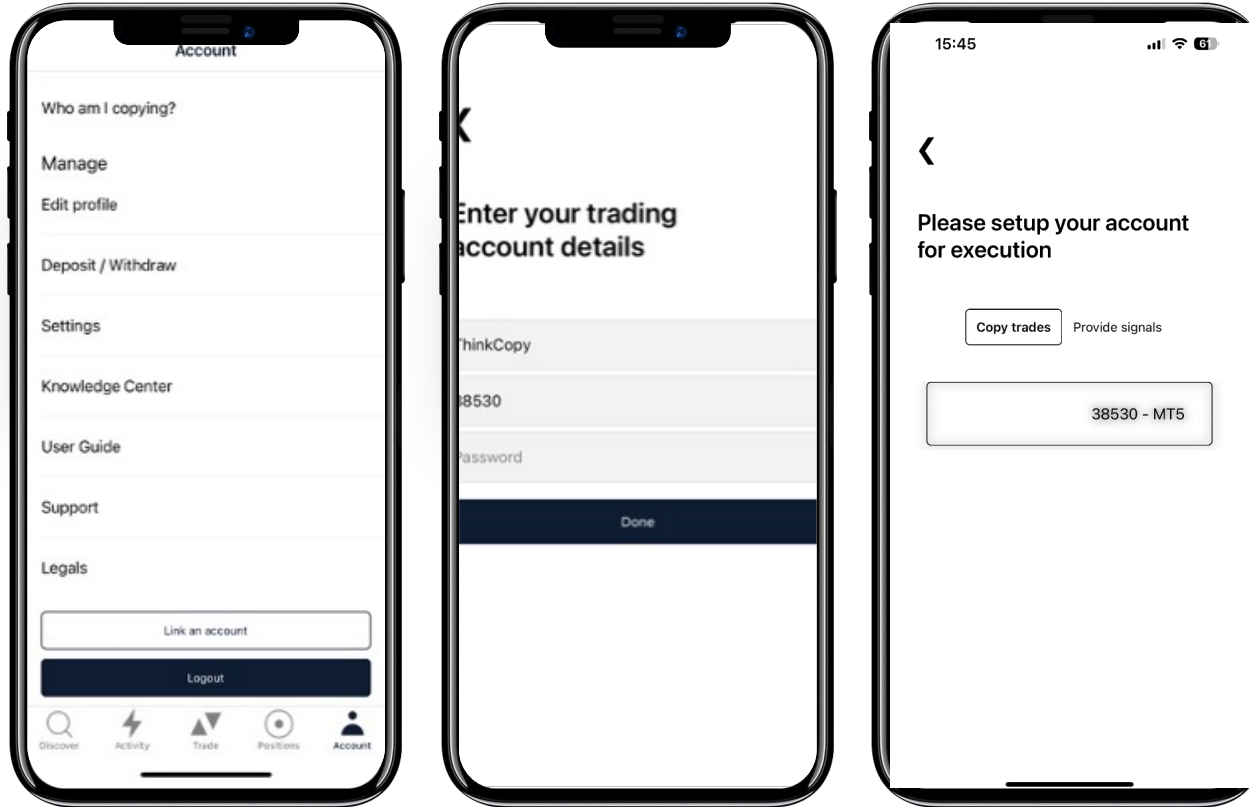 Account
Who am I copying?
Manage
Edit profile
Deposit / Withdraw
Settings
Knowledge Center
User Guide
Support
Legals
Link an account
Logout
Discover
Activity
Trade
Positions
Account
Enter your trading
account details
ThinkCopy
38530
Password
Done
15:45
61
Please setup your account
for execution
Copy trades
Provide signals
38530 - MT5